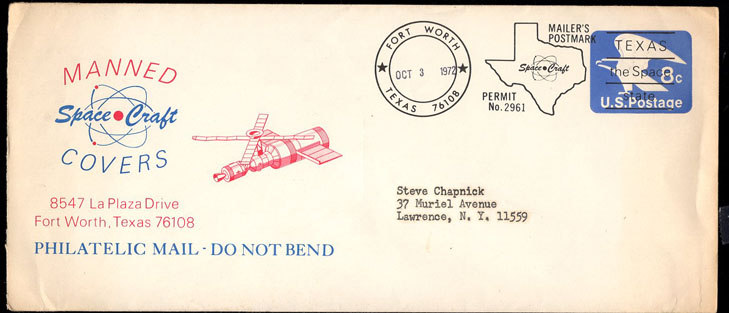 MANNED
Space Craft
COVERS
8547 La Plaza Drive
Fort Worth, Texas 76108
PHILATELIC MAIL - DO NOT BEND
FORT WORTH
OCT 3 1972
TEXAS 76108
MAILER'S
POSTMARK
Space Craft
PERMIT
No. 2961
TEXAS
the Space
state
8c
U.S. Postage
Steve Chapnick
37 Muriel Avenue
Lawrence, N. Y. 11559